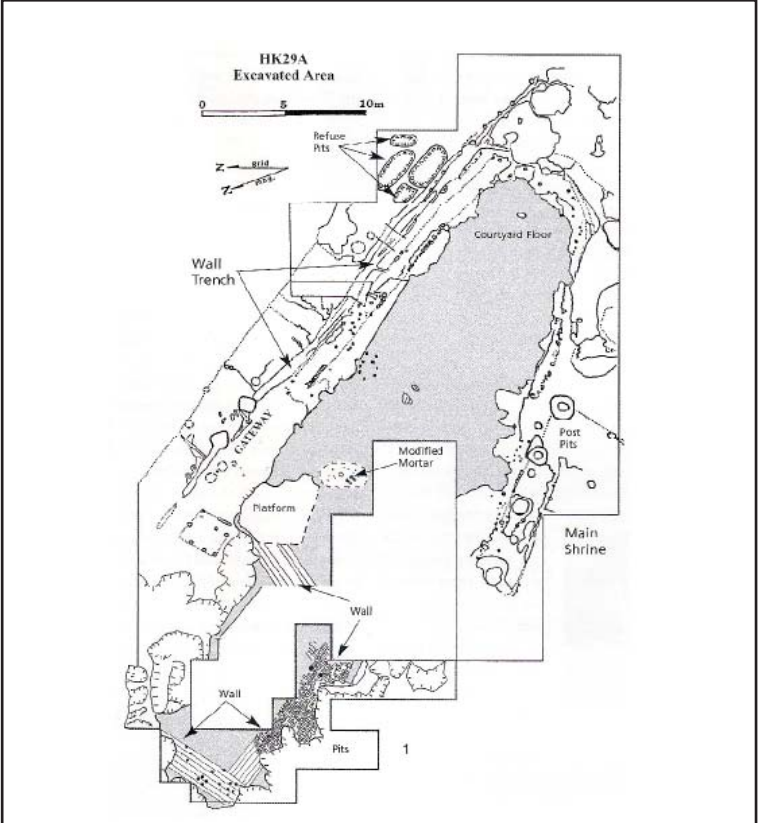 HK29A
Excavated Area
0 5 10m
Refuse
Pits
Z grid
Z mag.
Courtyard Floor
Wall
Trench
GATEWAY
Post
Pits
Modified
Mortar
Platform
Main
Shrine
Wall
Wall
Pits
1